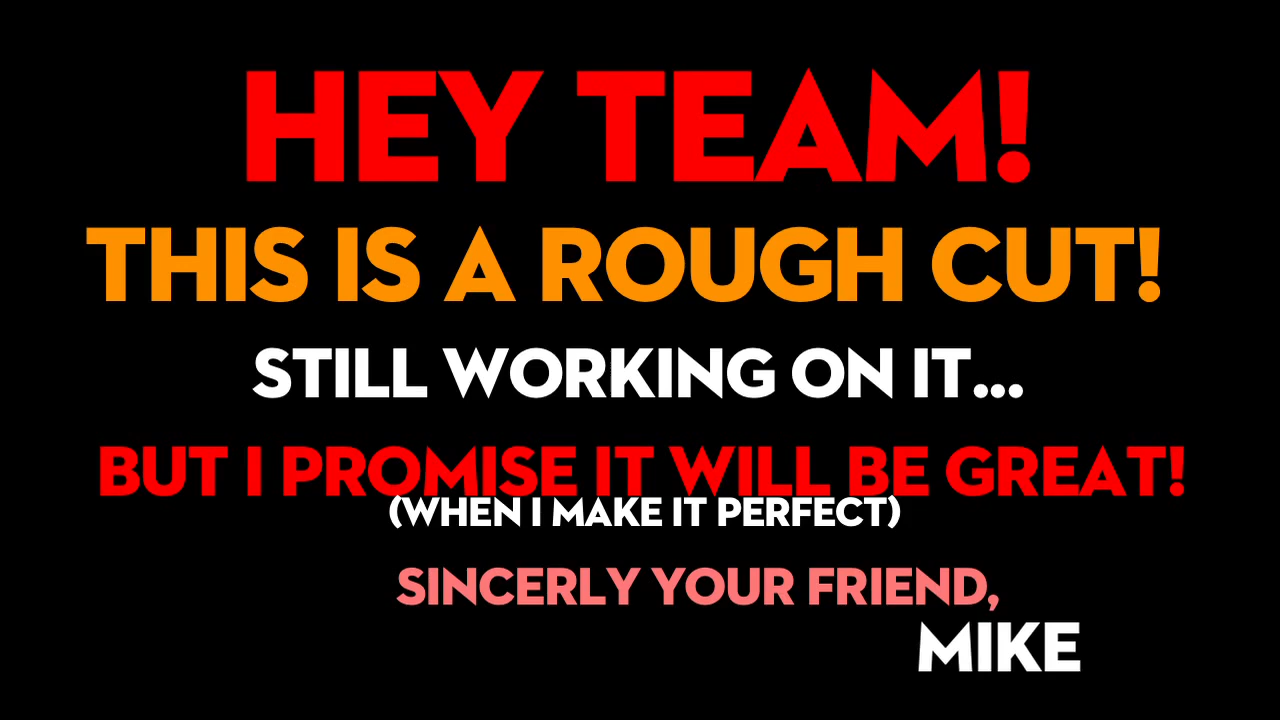 HEY TEAM!
THIS IS A ROUGH CUT!
STILL WORKING ON IT...
BUT I PROMISE IT WILL BE GREAT!
(WHEN I MAKE IT PERFECT)
SINCERLY YOUR FRIEND,
MIKE